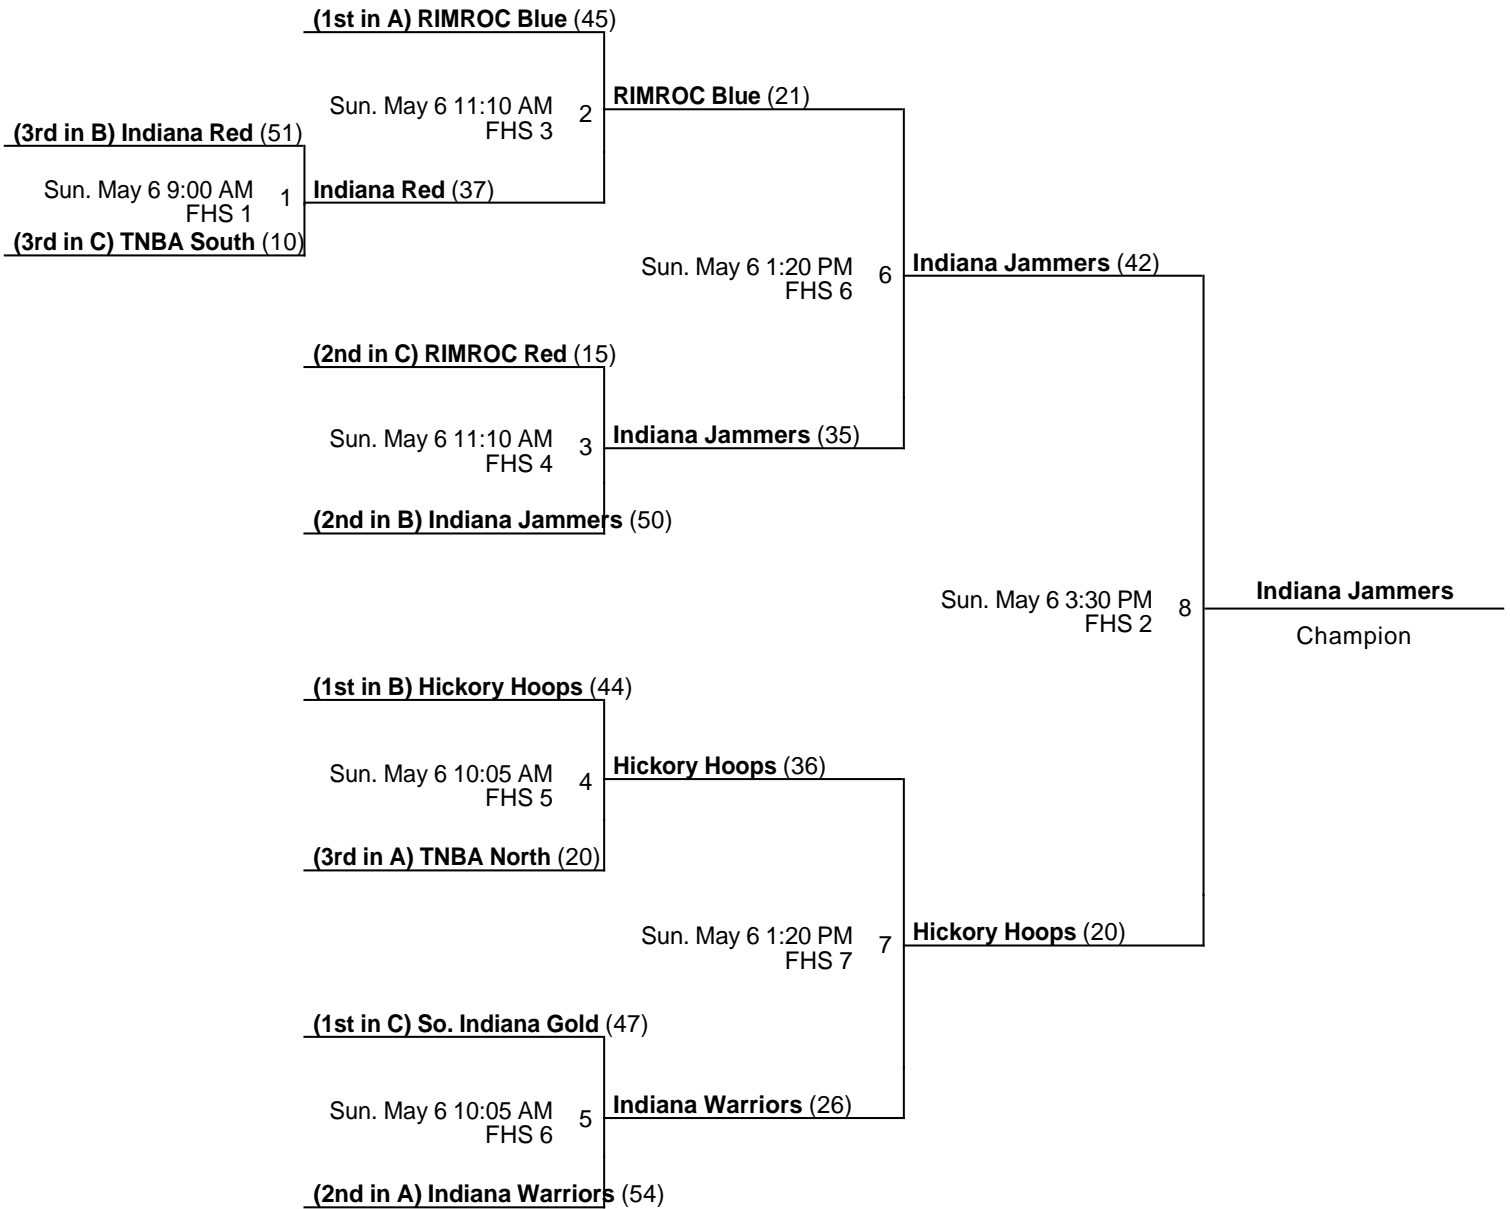 (1st in A) RIMROC Blue (45)
RIMROC Blue (21)
Sun. May 6 11:10 AM
FHS 3
2
(3rd in B) Indiana Red (51)
Sun. May 6 9:00 AM
FHS 1
1
Indiana Red (37)
(3rd in C) TNBA South (10)
Sun. May 6 1:20 PM
FHS 6
6
Indiana Jammers (42)
(2nd in C) RIMROC Red (15)
Sun. May 6 11:10 AM
FHS 4
3
Indiana Jammers (35)
(2nd in B) Indiana Jammers (50)
Sun. May 6 3:30 PM
FHS 2
8
Indiana Jammers
Champion
(1st in B) Hickory Hoops (44)
Sun. May 6 10:05 AM
FHS 5
4
Hickory Hoops (36)
(3rd in A) TNBA North (20)
Sun. May 6 1:20 PM
FHS 7
7
Hickory Hoops (20)
(1st in C) So. Indiana Gold (47)
Sun. May 6 10:05 AM
FHS 6
5
Indiana Warriors (26)
(2nd in A) Indiana Warriors (54)